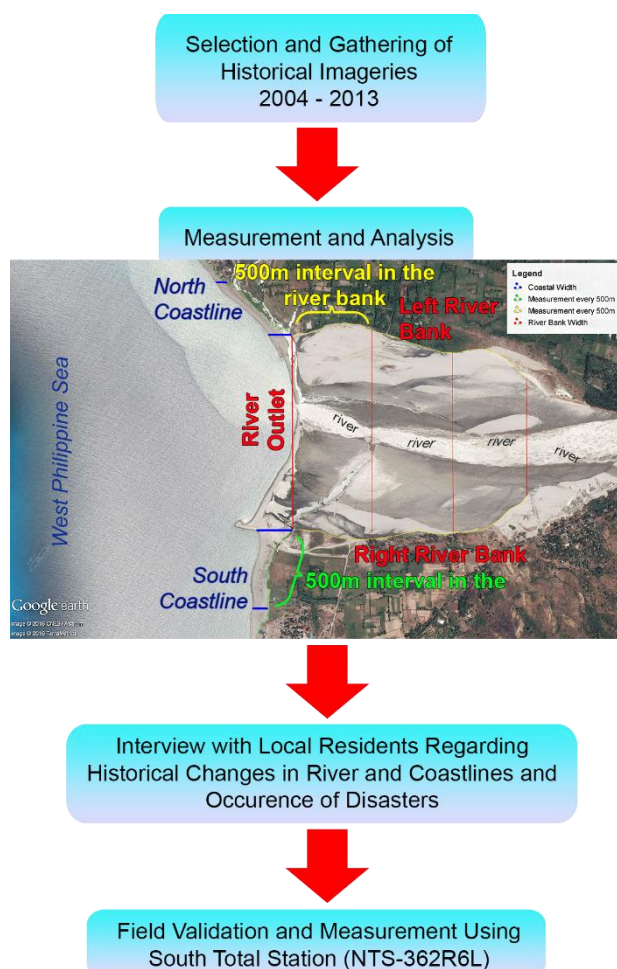 Selection and Gathering of
Historical Imageries
2004 - 2013
Measurement and Analysis
North
Coastline
500m interval in the
river bank
Left River
Bank
Legend
Coastal Width
Measurement every 500m
Measurement every 500m
River Bank Width
West Philippine Sea
River
Outlet
river
river
river
river
Right River Bank
500m interval in the
South
Coastline
Google earth
Interview with Local Residents Regarding
Historical Changes in River and Coastlines and
Occurence of Disasters
Field Validation and Measurement Using
South Total Station (NTS-362R6L)